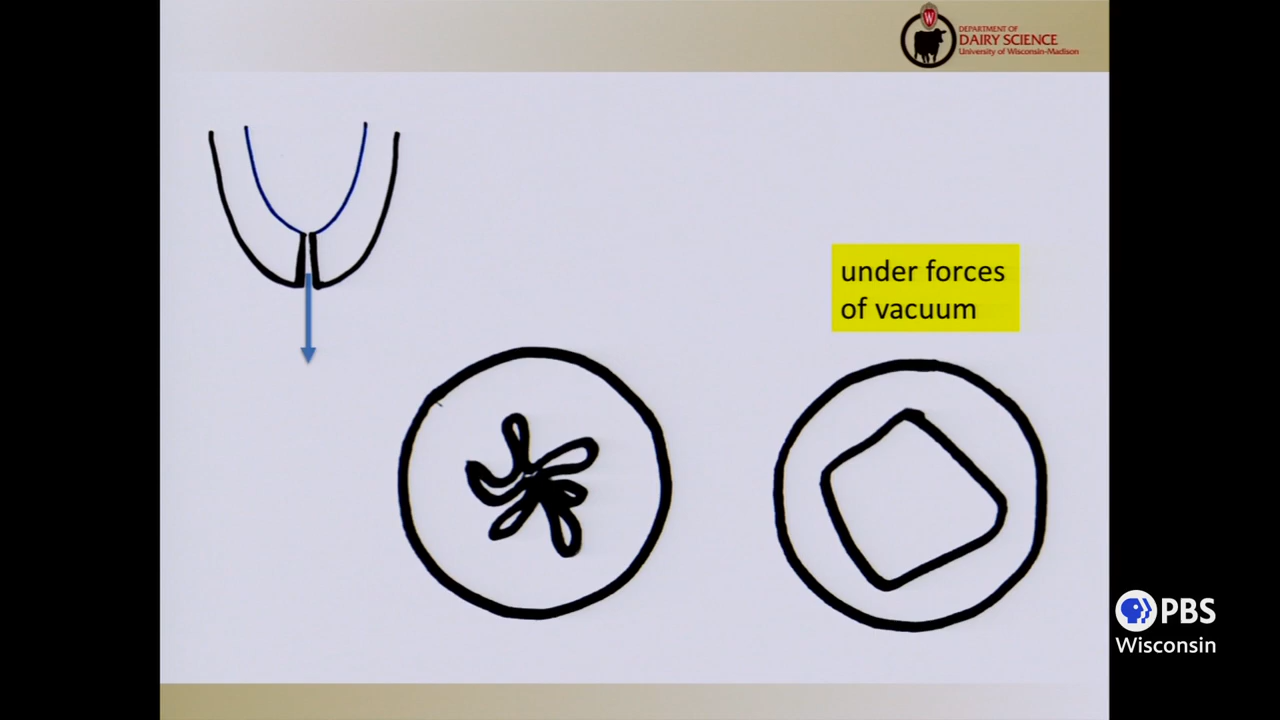 W
DEPARTMENT OF
DAIRY SCIENCE
University of Wisconsin-Madison
under forces
of vacuum
PBS
Wisconsin